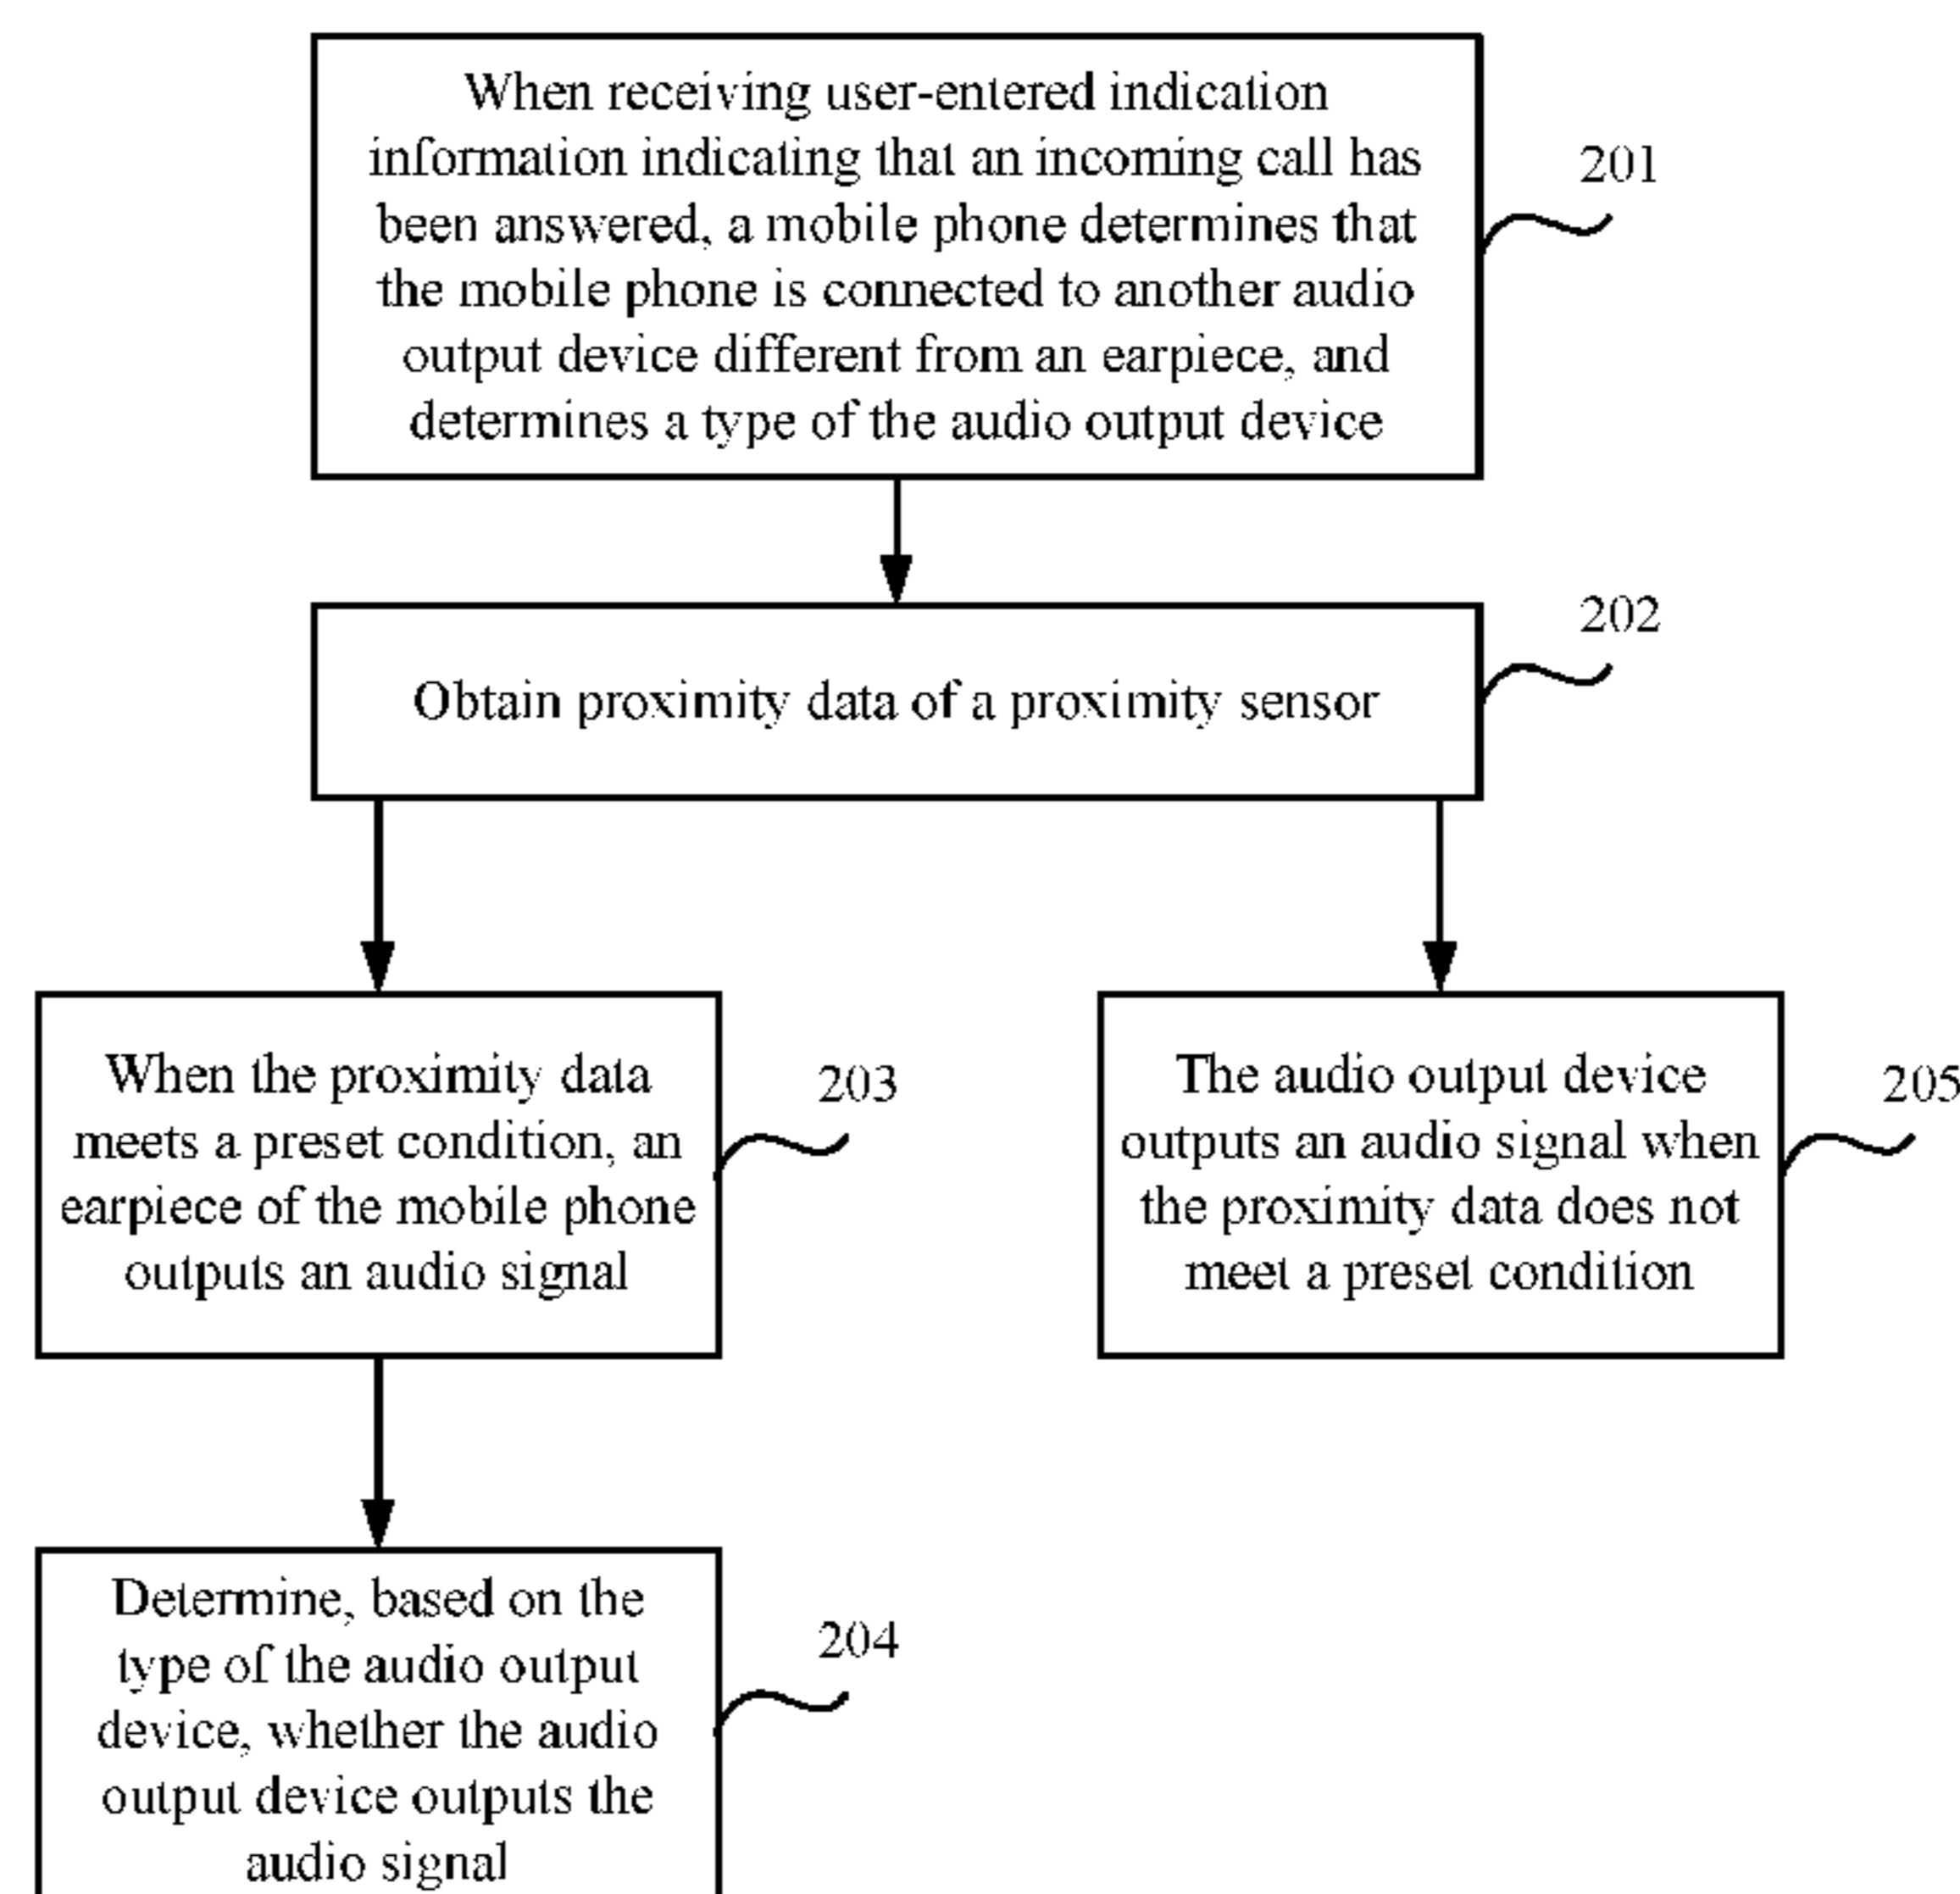 When receiving user-entered indication
information indicating that an incoming call has
been answered, a mobile phone determines that
the mobile phone is connected to another audio
output device different from an earpiece, and
determines a type of the audio output device
201
202
Obtain proximity data of a proximity sensor
When the proximity data
meets a preset condition, an
earpiece of the mobile phone
outputs an audio signal
203
The audio output device
outputs an audio signal when
the proximity data does not
meet a preset condition
205
Determine, based on the
type of the audio output
device, whether the audio
output device outputs the
audio signal
204